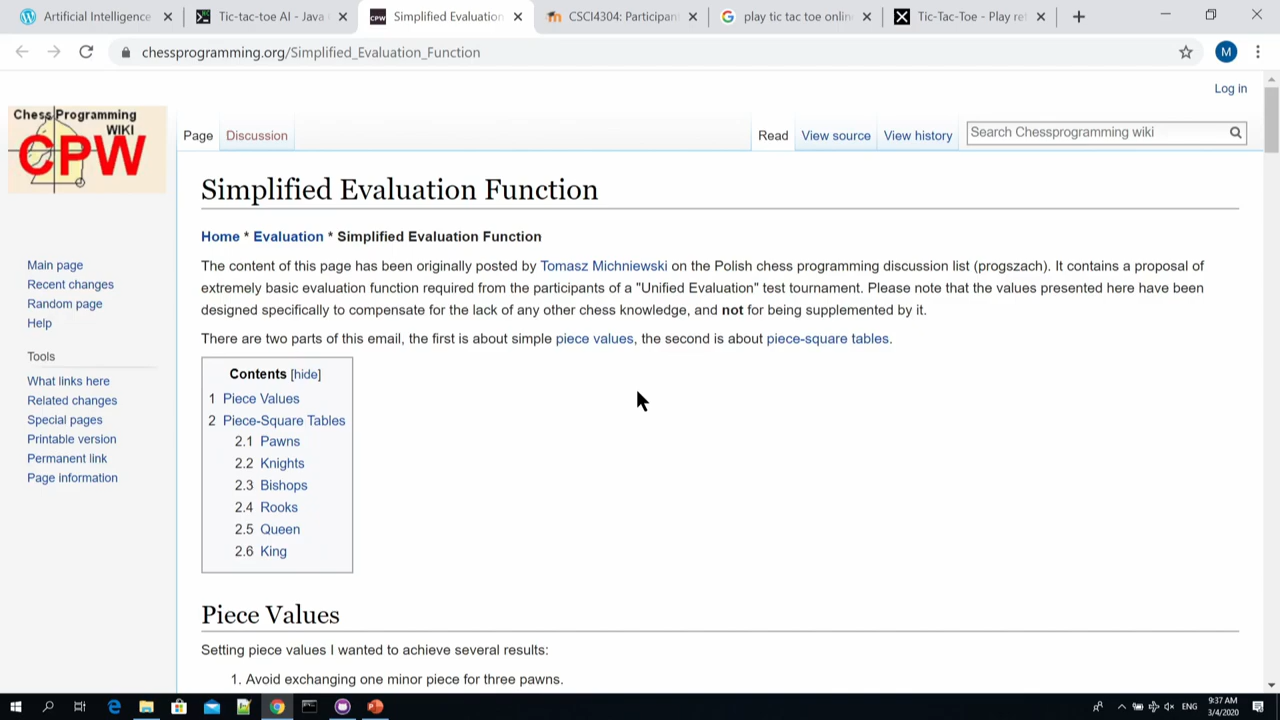 Artificial Intelligence
Tic-tac-toe AI - Java
Simplified Evaluation
CSCI4304: Participan
play tic tac toe onlin
Tic-Tac-Toe - Play re
chessprogramming.org/Simplified_Evaluation_Function
M
Log in
Chess Programming
WIKI
CPW
Page
Discussion
Read
View source
View history
Search Chessprogramming wiki
Simplified Evaluation Function
Home * Evaluation * Simplified Evaluation Function
The content of this page has been originally posted by Tomasz Michniewski on the Polish chess programming discussion list (progszach). It contains a proposal of
extremely basic evaluation function required from the participants of a "Unified Evaluation" test tournament. Please note that the values presented here have been
designed specifically to compensate for the lack of any other chess knowledge, and not for being supplemented by it.
There are two parts of this email, the first is about simple piece values, the second is about piece-square tables.
Main page
Recent changes
Random page
Help
Tools
What links here
Related changes
Special pages
Printable version
Permanent link
Page information
Contents [hide]
1 Piece Values
2 Piece-Square Tables
2.1 Pawns
2.2 Knights
2.3 Bishops
2.4 Rooks
2.5 Queen
2.6 King
Piece Values
Setting piece values I wanted to achieve several results:
1. Avoid exchanging one minor piece for three pawns.
ENG
9:37 AM
3/4/2020